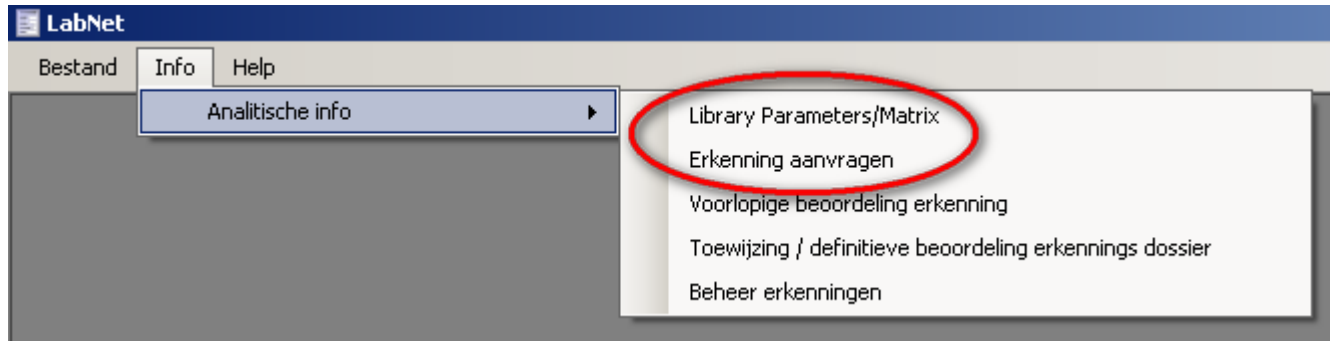 LabNet
Bestand Info Help
Analitische info
Library Parameters/Matrix
Erkenning aanvragen
Voorlopige beoordeling erkenning
Toewijzing / definitieve beoordeling erkennings dossier
Beheer erkenningen